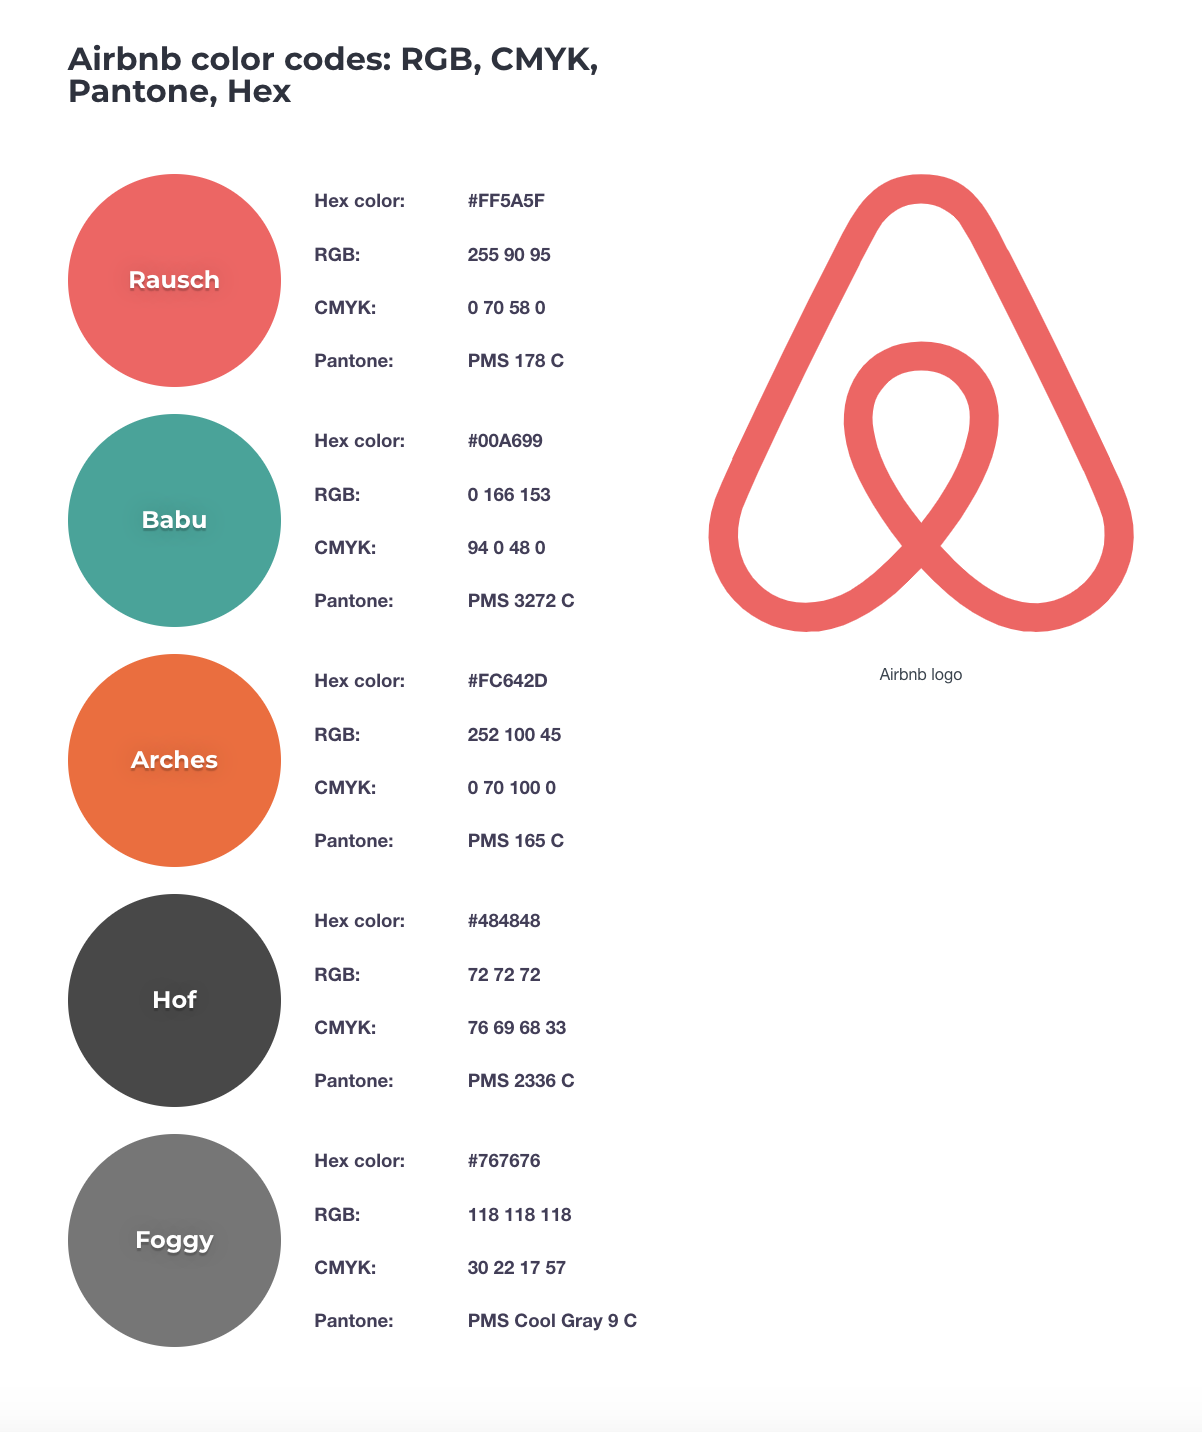 Airbnb color codes: RGB, CMYK,
Pantone, Hex
Rausch
Hex color: #FF5A5F
RGB: 255 90 95
CMYK: 0 70 58 0
Pantone: PMS 178 C
Babu
Hex color: #00A699
RGB: 0 166 153
CMYK: 94 0 48 0
Pantone: PMS 3272 C
Arches
Hex color: #FC642D
RGB: 252 100 45
CMYK: 0 70 100 0
Pantone: PMS 165 C
Hof
Hex color: #484848
RGB: 72 72 72
CMYK: 76 69 68 33
Pantone: PMS 2336 C
Foggy
Hex color: #767676
RGB: 118 118 118
CMYK: 30 22 17 57
Pantone: PMS Cool Gray 9 C
Airbnb logo